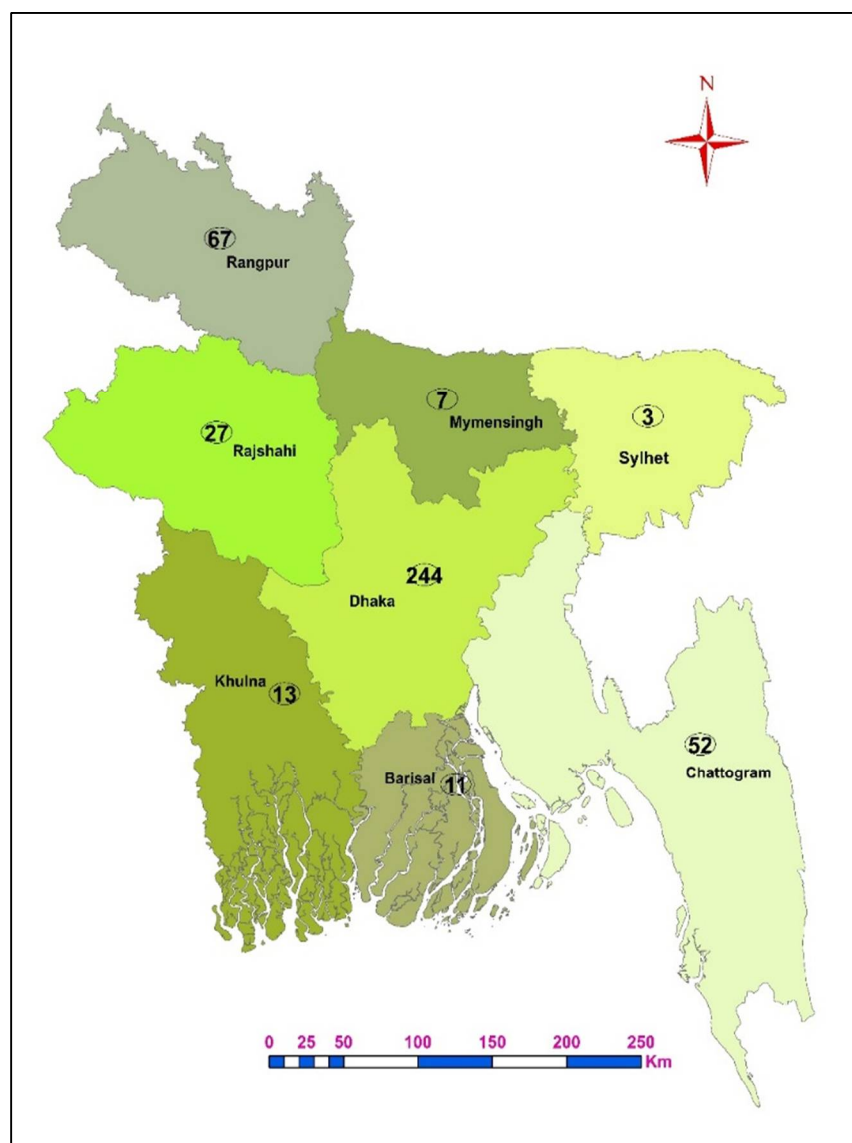 N
67
Rangpur
7
Mymensingh
3
Sylhet
27
Rajshahi
244
Dhaka
Khulna
13
52
Chattogram
Barisal
11
0 25 50 100 150 200 250
Km